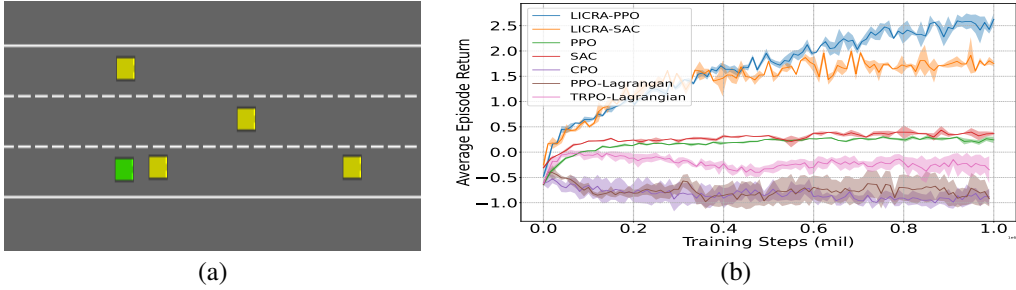 LICRA-PPO
LICRA-SAC
PPO
SAC
CPO
PPO-Lagrangan
TRPO-Lagrangian
Average Episode Return
2.5
2.0
1.5
1.0
0.5
0.0
−0.5
−1.0
0.0 0.2 0.4 0.6 0.8 1.0
Training Steps (mil)
1e6
(a) (b)